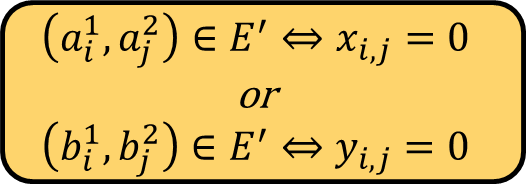 (a_i^1, a_j^2) ∈ E′ ⇔ x_{i,j} = 0
or
(b_i^1, b_j^2) ∈ E′ ⇔ y_{i,j} = 0